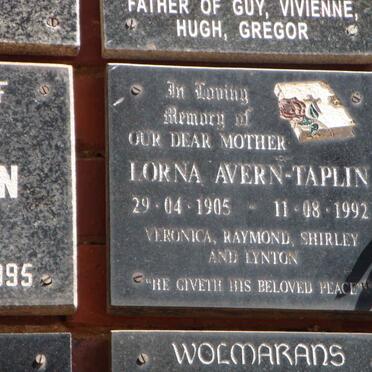 FATHER OF GUY, VIVIENNE,
HUGH, GREGOR
In Loving
Memory of
OUR DEAR MOTHER
LORNA AVERN-TAPLIN
29·04·1905 - 11·08·1992
VERONICA, RAYMOND, SHIRLEY
AND LYNTON
"HE GIVETH HIS BELOVED PEACE"
WOLMARANS